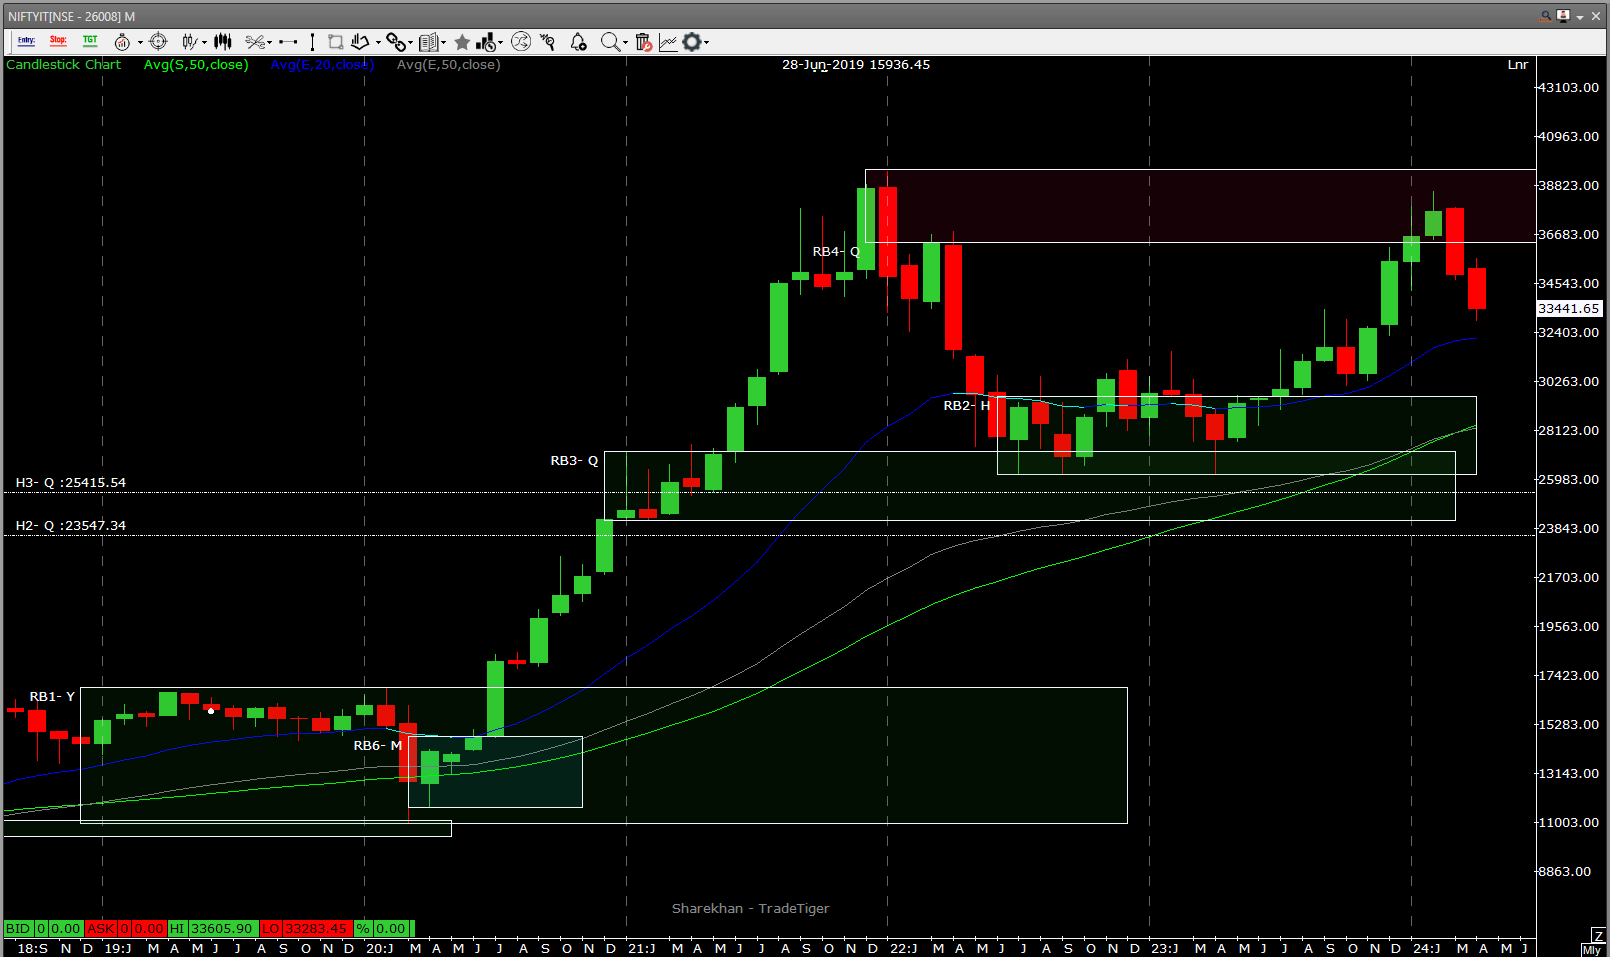 NIFTYIT[NSE - 26008] M
Entry: Stop: TGT
Candlestick Chart Avg(S,50,close) Avg(E,20,close) Avg(E,50,close) 28-Jun-2019 15936.45 Lnr
43103.00
40963.00
38823.00
36683.00
RB4- Q
34543.00
33441.65
32403.00
30263.00
RB2- H
28123.00
RB3- Q
25983.00
H3- Q :25415.54
H2- Q :23547.34
23843.00
21703.00
19563.00
17423.00
RB1- Y
15283.00
RB6- M
13143.00
11003.00
8863.00
Sharekhan - TradeTiger
BID 0 0.00 ASK 0 0.00 HI 33605.90 LO 33283.45 % 0.00
Z
18:S N D 19:J M A M J J A S O N D 20:J M A M J J A S O N D 21:J M A M J J A S O N D 22:J M A M J J A S O N D 23:J M A M J J A S O N D 24:J M A M J
Mly